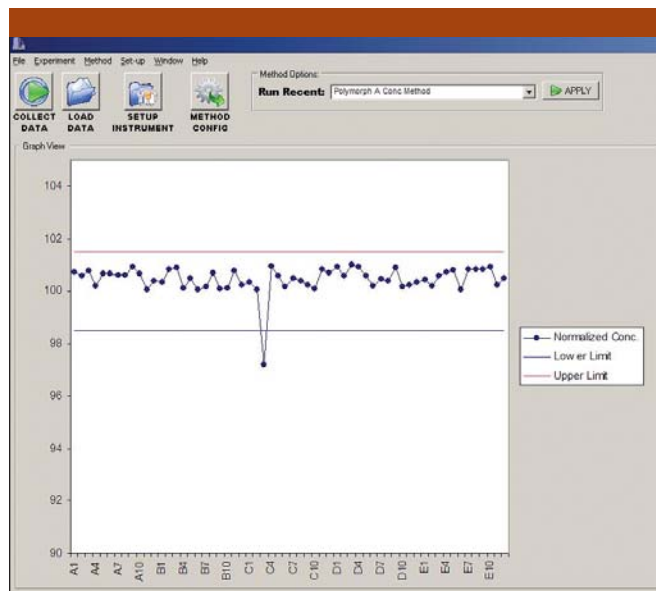 File Experiment Method Set-up Window Help
Method Options:
Run Recent: Polymorph A Conc Method APPLY
COLLECT DATA LOAD DATA SETUP INSTRUMENT METHOD CONFIG
Graph View
104
102
100
98
96
94
92
90
Normalized Conc.
Lower Limit
Upper Limit
A1 A4 A7 A10 B1 B4 B7 B10 C1 C4 C7 C10 D1 D4 D7 D10 E1 E4 E7 E10